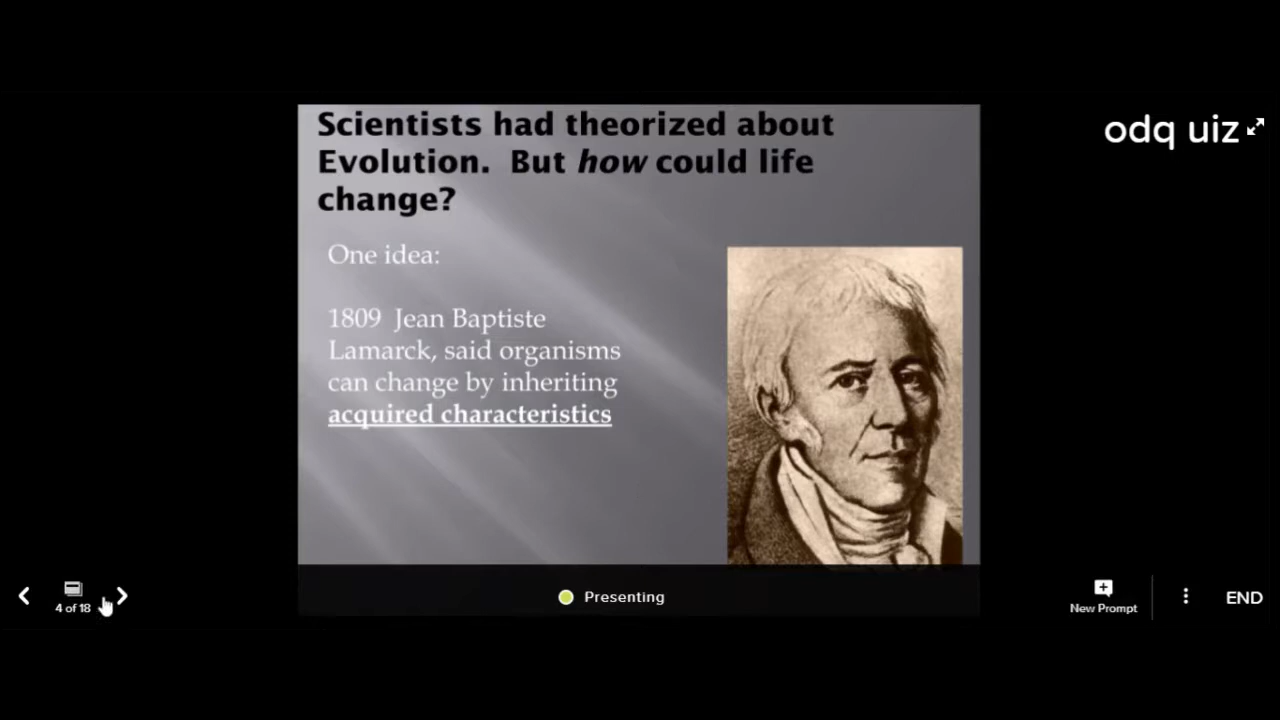 Scientists had theorized about
Evolution. But how could life
change?
odq uiz
One idea:
1809 Jean Baptiste
Lamarck, said organisms
can change by inheriting
acquired characteristics
4 of 18
Presenting
New Prompt
END